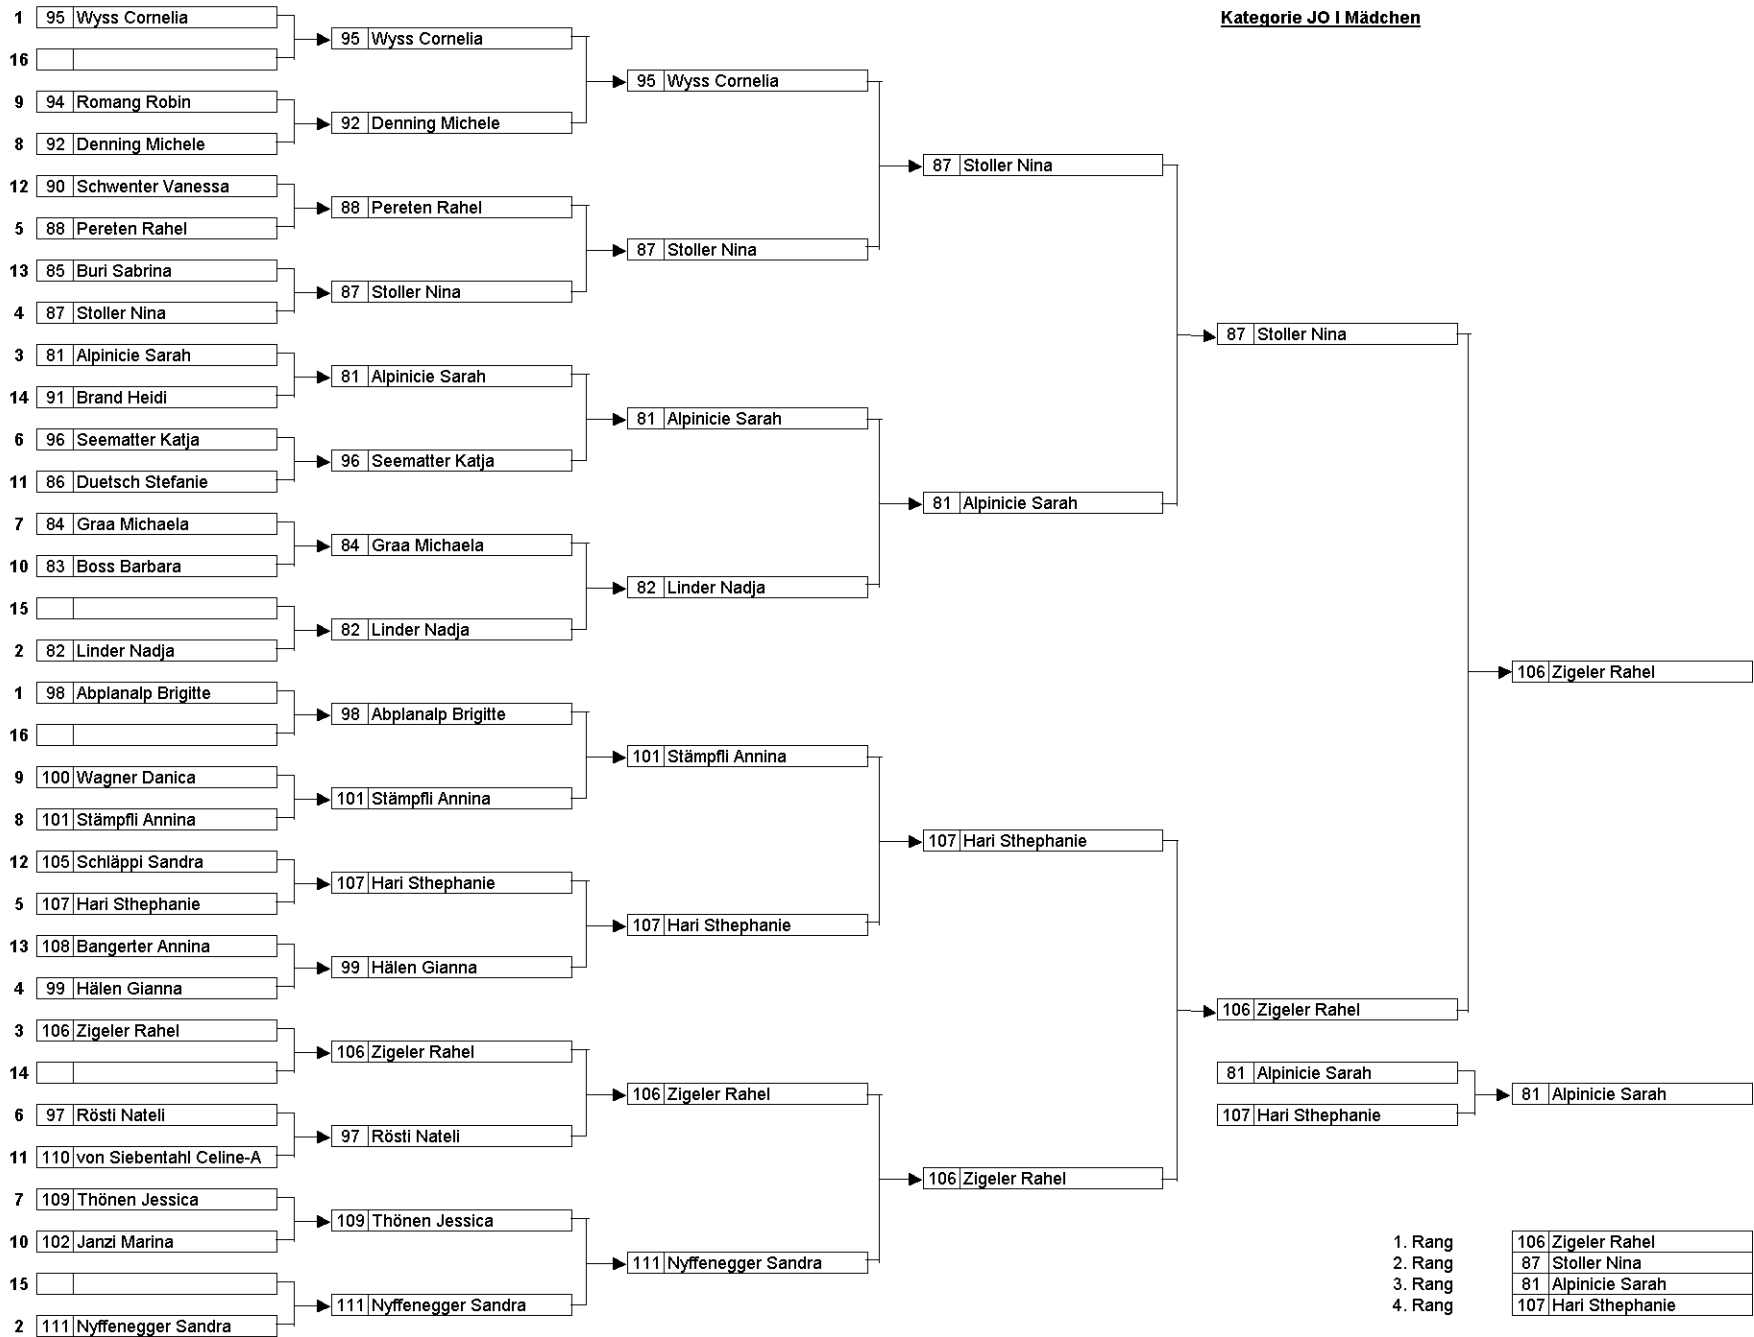 Kategorie JO I Mädchen
1 95 Wyss Cornelia
16
9 94 Romang Robin
8 92 Denning Michele
12 90 Schwenter Vanessa
5 88 Pereten Rahel
13 85 Buri Sabrina
4 87 Stoller Nina
3 81 Alpinicie Sarah
14 91 Brand Heidi
6 96 Seematter Katja
11 86 Duetsch Stefanie
7 84 Graa Michaela
10 83 Boss Barbara
15
2 82 Linder Nadja
1 98 Abplanalp Brigitte
16
9 100 Wagner Danica
8 101 Stämpfli Annina
12 105 Schläppi Sandra
5 107 Hari Sthephanie
13 108 Bangerter Annina
4 99 Hälen Gianna
3 106 Zigeler Rahel
14
6 97 Rösti Nateli
11 110 von Siebentahl Celine-A
7 109 Thönen Jessica
10 102 Janzi Marina
15
2 111 Nyffenegger Sandra
95 Wyss Cornelia
92 Denning Michele
88 Pereten Rahel
87 Stoller Nina
81 Alpinicie Sarah
96 Seematter Katja
84 Graa Michaela
82 Linder Nadja
98 Abplanalp Brigitte
101 Stämpfli Annina
107 Hari Sthephanie
99 Hälen Gianna
106 Zigeler Rahel
97 Rösti Nateli
109 Thönen Jessica
111 Nyffenegger Sandra
95 Wyss Cornelia
87 Stoller Nina
81 Alpinicie Sarah
82 Linder Nadja
101 Stämpfli Annina
107 Hari Sthephanie
106 Zigeler Rahel
111 Nyffenegger Sandra
87 Stoller Nina
81 Alpinicie Sarah
107 Hari Sthephanie
106 Zigeler Rahel
87 Stoller Nina
106 Zigeler Rahel
81 Alpinicie Sarah
107 Hari Sthephanie
106 Zigeler Rahel
81 Alpinicie Sarah
1. Rang 106 Zigeler Rahel
2. Rang 87 Stoller Nina
3. Rang 81 Alpinicie Sarah
4. Rang 107 Hari Sthephanie